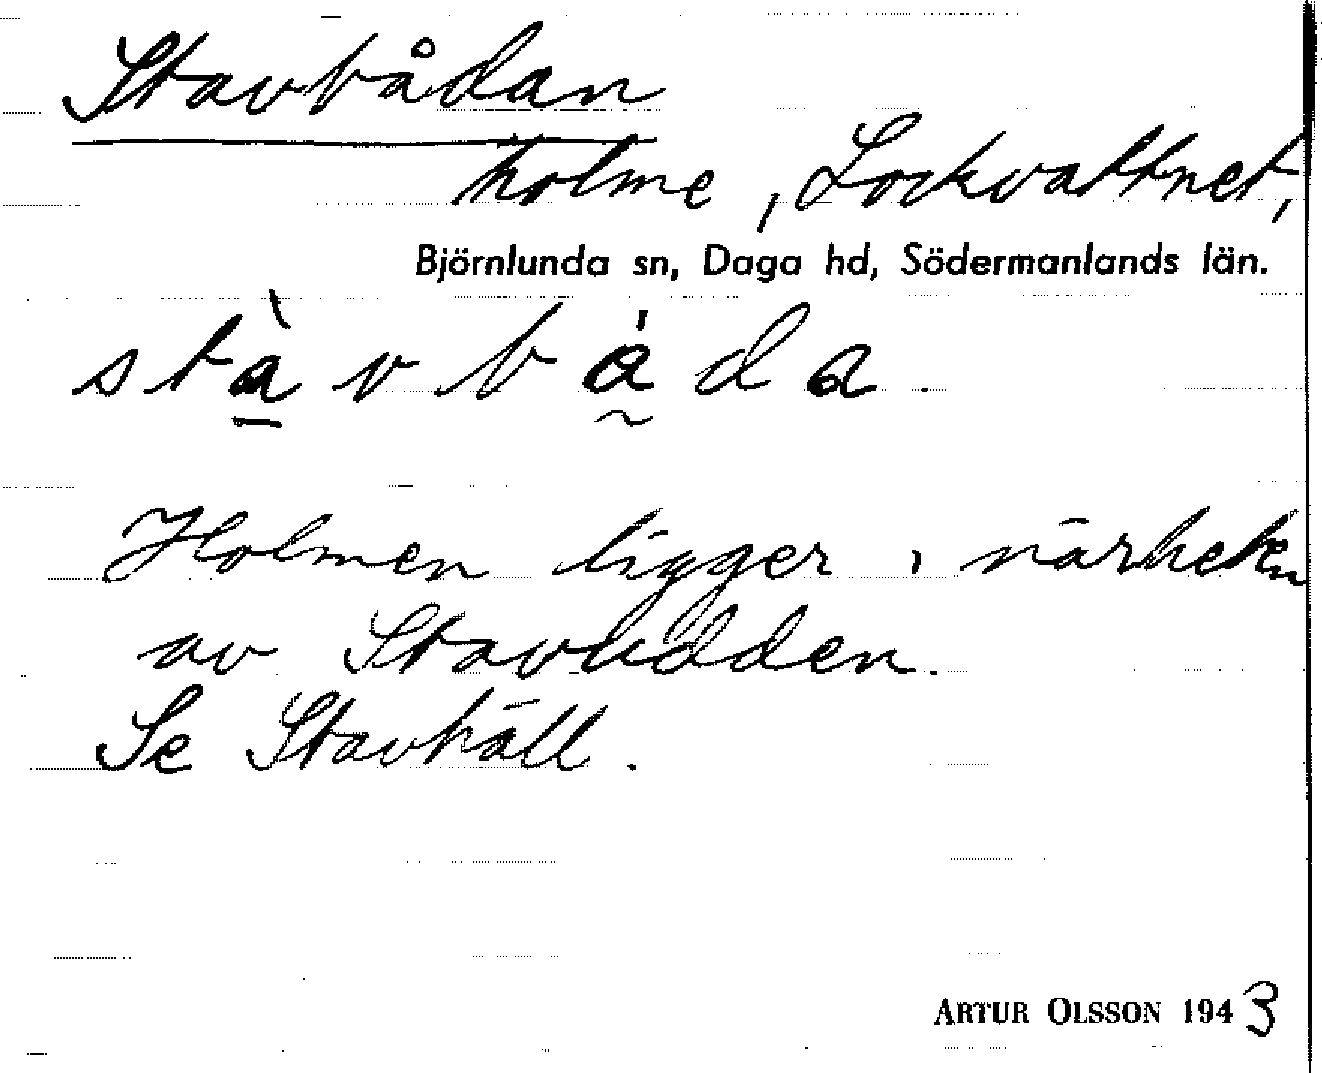 Stavbådan
holme, Lockvattnet,
Björnlunda sn, Daga hd, Södermanlands län.
stàvbáda.
Holmen ligger i närheten
av Stavudden.
Se Stavhäll.
ARTUR OLSSON 1943